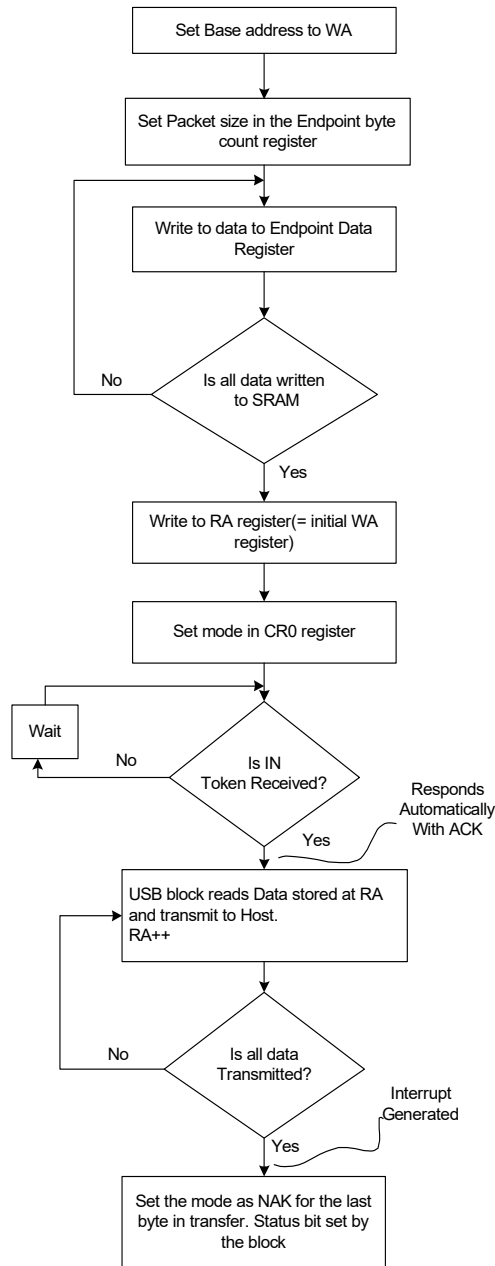 Set Base address to WA
Set Packet size in the Endpoint byte
count register
Write to data to Endpoint Data
Register
No
Is all data written
to SRAM
Yes
Write to RA register(= initial WA
register)
Set mode in CR0 register
Wait
No
Is IN
Token Received?
Responds
Automatically
With ACK
Yes
USB block reads Data stored at RA
and transmit to Host.
RA++
No
Is all data
Transmitted?
Interrupt
Generated
Yes
Set the mode as NAK for the last
byte in transfer. Status bit set by
the block